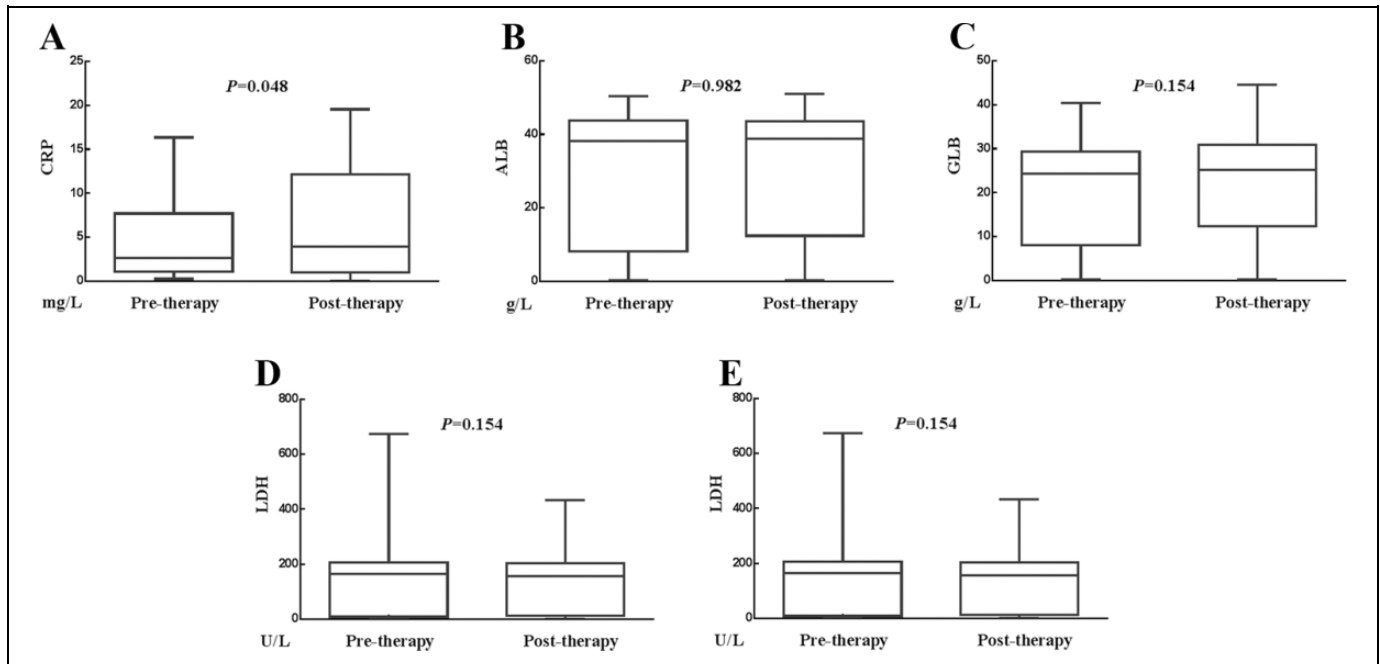 A
B
C
25
20
15
10
5
0
CRP
P=0.048
mg/L
Pre-therapy
Post-therapy
60
40
20
0
ALB
P=0.982
g/L
Pre-therapy
Post-therapy
50
40
30
20
10
0
GLB
P=0.154
g/L
Pre-therapy
Post-therapy
D
E
800
600
400
200
0
LDH
P=0.154
U/L
Pre-therapy
Post-therapy
800
600
400
200
0
LDH
P=0.154
U/L
Pre-therapy
Post-therapy